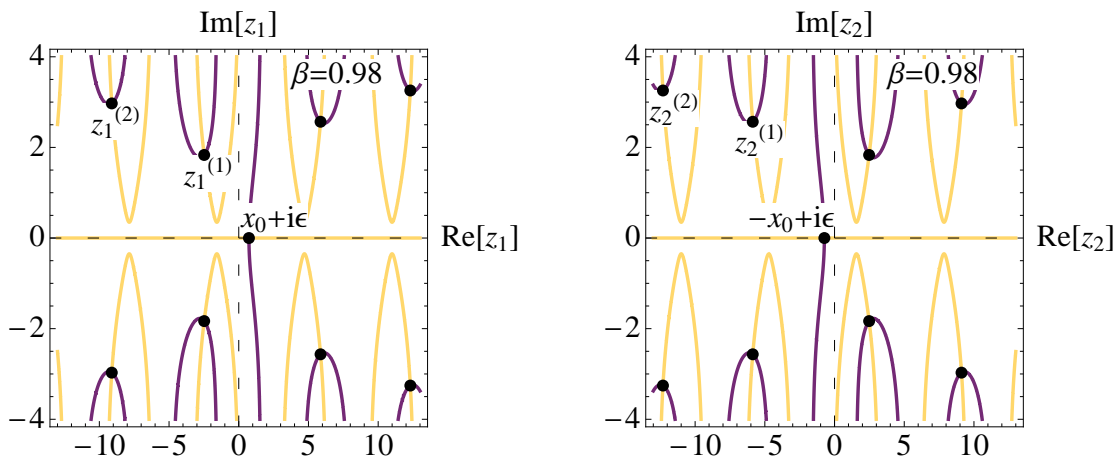 Im[z₁]
β=0.98
z₁⁽²⁾
z₁⁽¹⁾
x₀+iϵ
Re[z₁]
4
2
0
−2
−4
−10
−5
0
5
10
Im[z₂]
β=0.98
z₂⁽²⁾
z₂⁽¹⁾
−x₀+iϵ
Re[z₂]
4
2
0
−2
−4
−10
−5
0
5
10